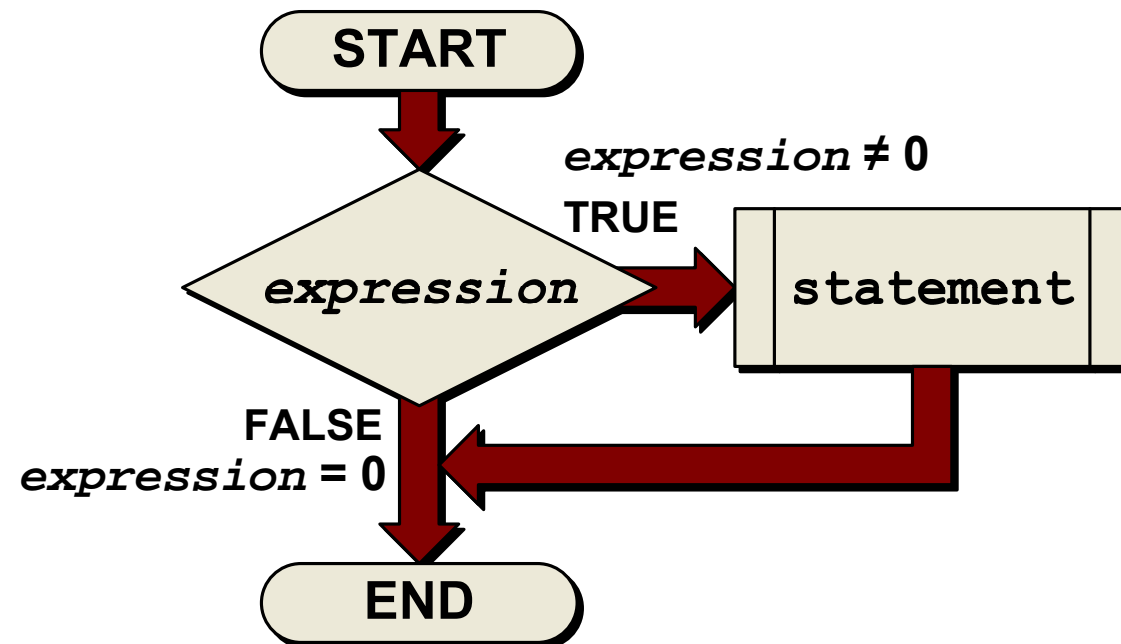 START
expression ≠ 0
TRUE
expression
statement
FALSE
expression = 0
END